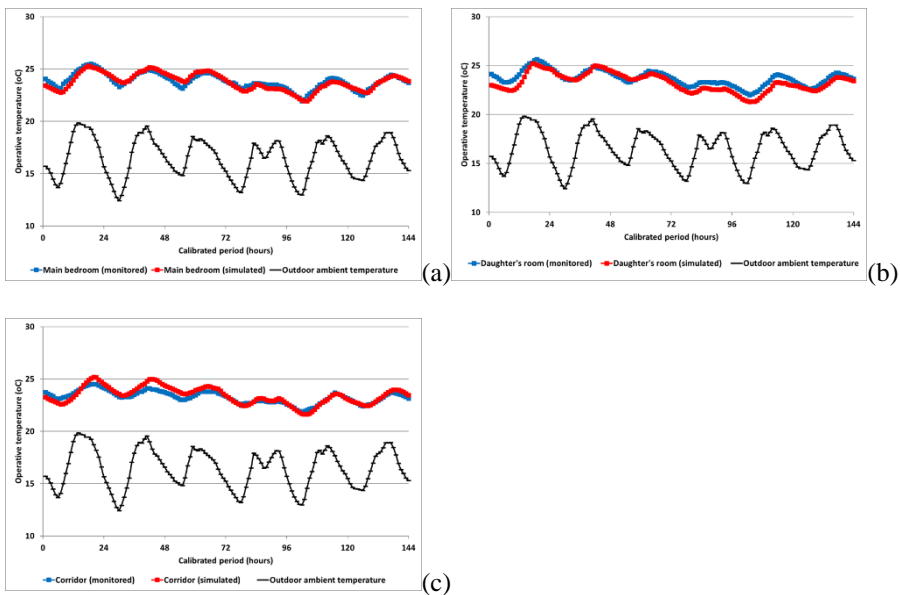 30
25
20
15
10
Operative temperature (oC)
0 24 48 72 96 120 144
Calibrated period (hours)
Main bedroom (monitored) Main bedroom (simulated) Outdoor ambient temperature
(a)
30
25
20
15
10
Operative temperature (oC)
0 24 48 72 96 120 144
Calibrated period (hours)
Daughter's room (monitored) Daughter's room (simulated) Outdoor ambient temperature
(b)
30
25
20
15
10
Operative temperature (oC)
0 24 48 72 96 120 144
Calibrated period (hours)
Corridor (monitored) Corridor (simulated) Outdoor ambient temperature
(c)